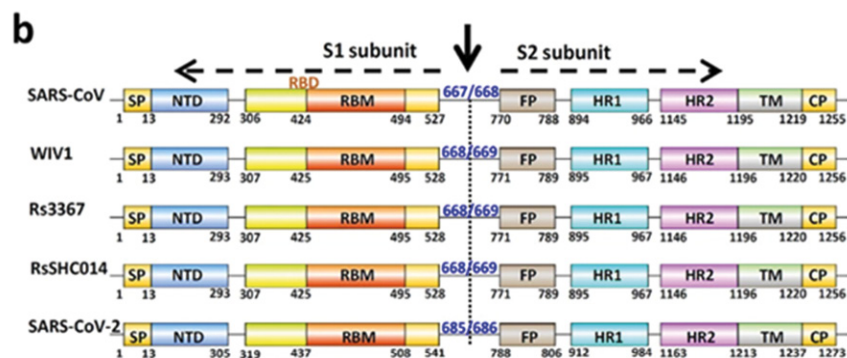 b
S1 subunit S2 subunit
RBD
SARS-CoV SP NTD RBM 667/668 FP HR1 HR2 TM CP
1 13 292 306 424 494 527 770 788 894 966 1145 1195 1219 1255
WIV1 SP NTD RBM 668/669 FP HR1 HR2 TM CP
1 13 293 307 425 495 528 771 789 895 967 1146 1196 1220 1256
Rs3367 SP NTD RBM 668/669 FP HR1 HR2 TM CP
1 13 293 307 425 495 528 771 789 895 967 1146 1196 1220 1256
RsSHC014 SP NTD RBM 668/669 FP HR1 HR2 TM CP
1 13 293 307 425 495 528 771 789 895 967 1146 1196 1220 1256
SARS-CoV-2 SP NTD RBM 685/686 FP HR1 HR2 TM CP
1 13 305 319 437 508 541 788 806 912 984 1163 1213 1237 1273